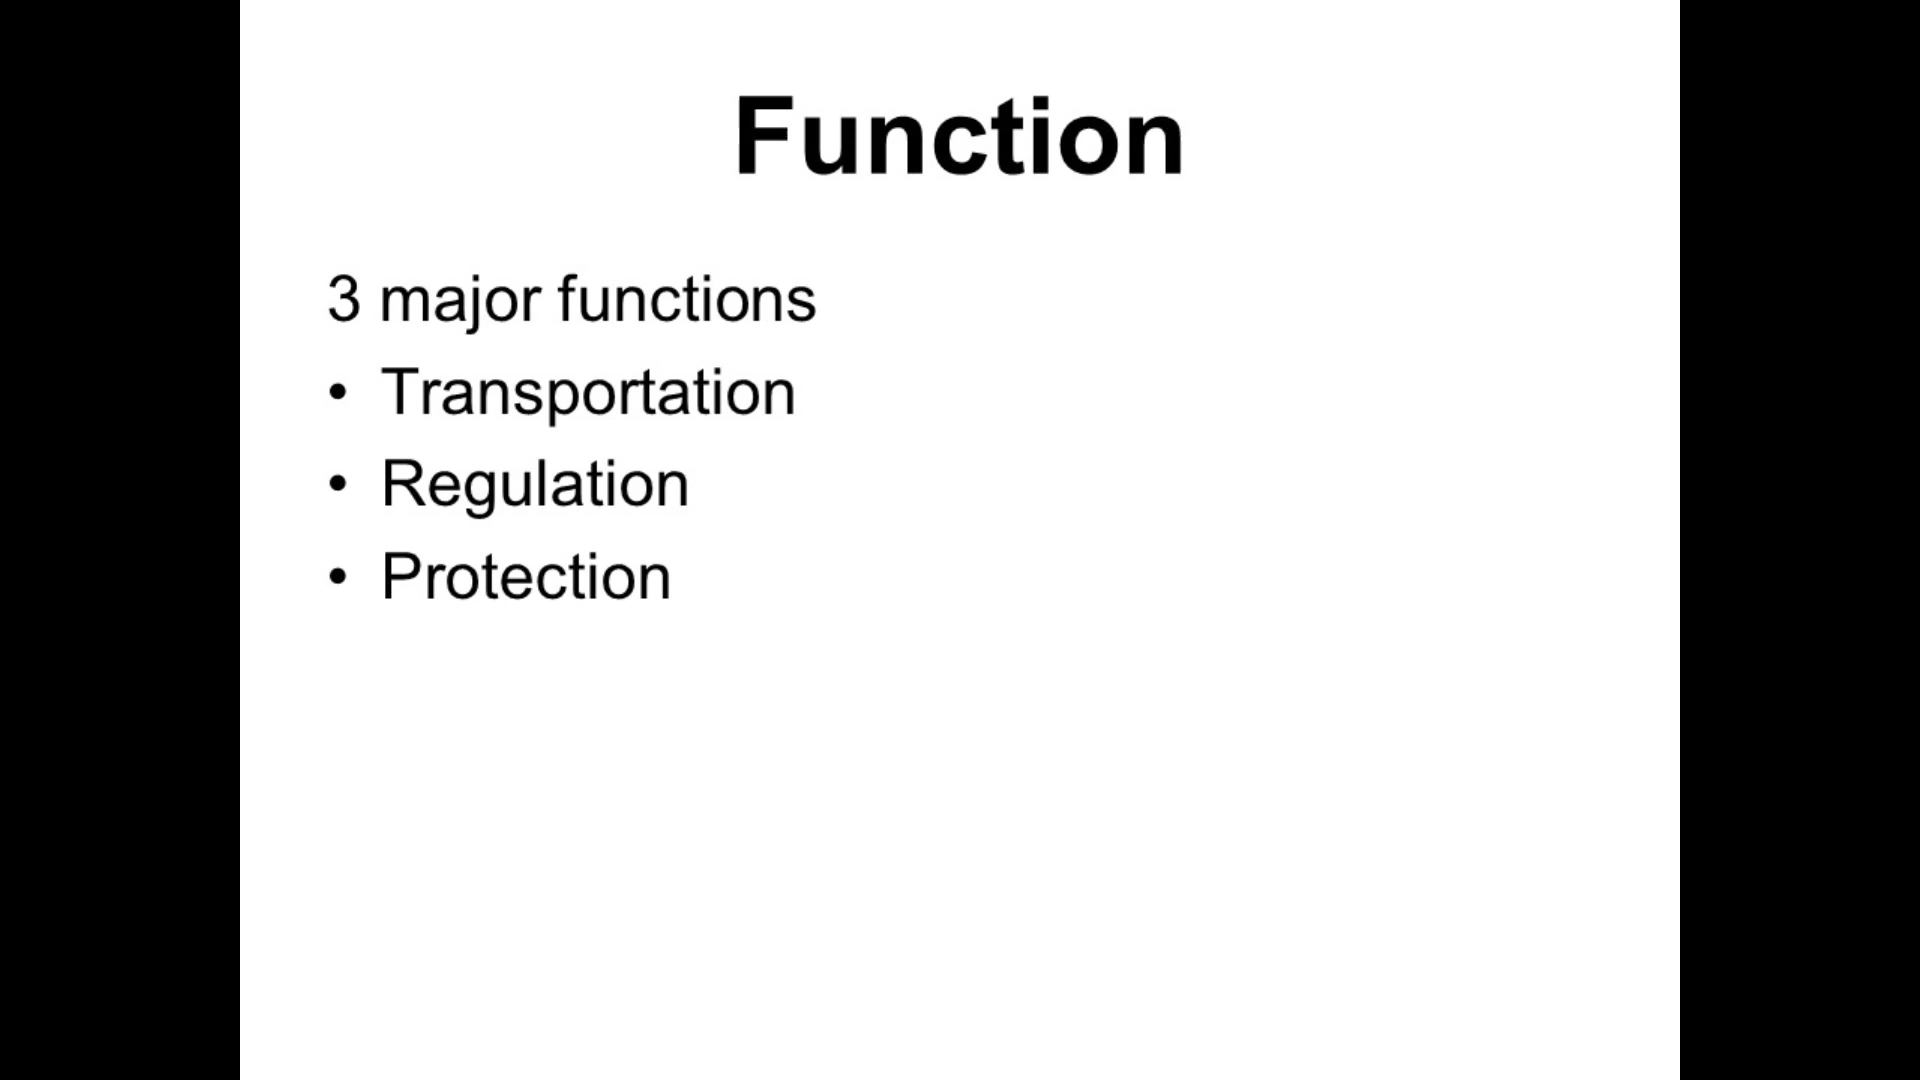 Function
3 major functions
• Transportation
• Regulation
• Protection